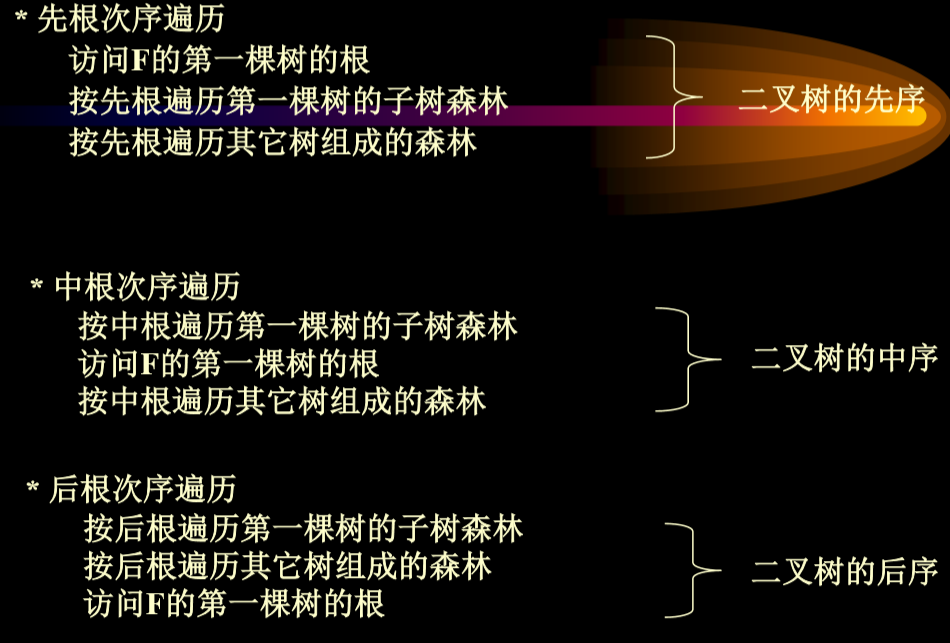 * 先根次序遍历
访问F的第一棵树的根
按先根遍历第一棵树的子树森林
按先根遍历其它树组成的森林
二叉树的先序
* 中根次序遍历
按中根遍历第一棵树的子树森林
访问F的第一棵树的根
按中根遍历其它树组成的森林
二叉树的中序
* 后根次序遍历
按后根遍历第一棵树的子树森林
按后根遍历其它树组成的森林
访问F的第一棵树的根
二叉树的后序